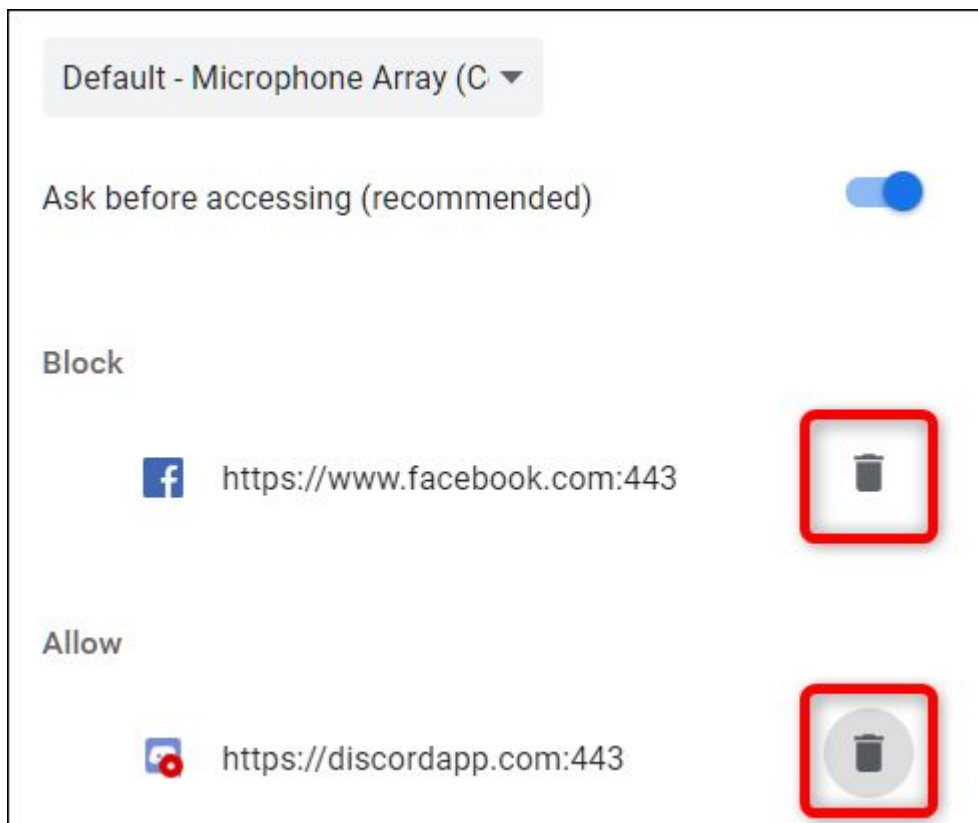 Default - Microphone Array (C
Ask before accessing (recommended)
Block
https://www.facebook.com:443
Allow
https://discordapp.com:443